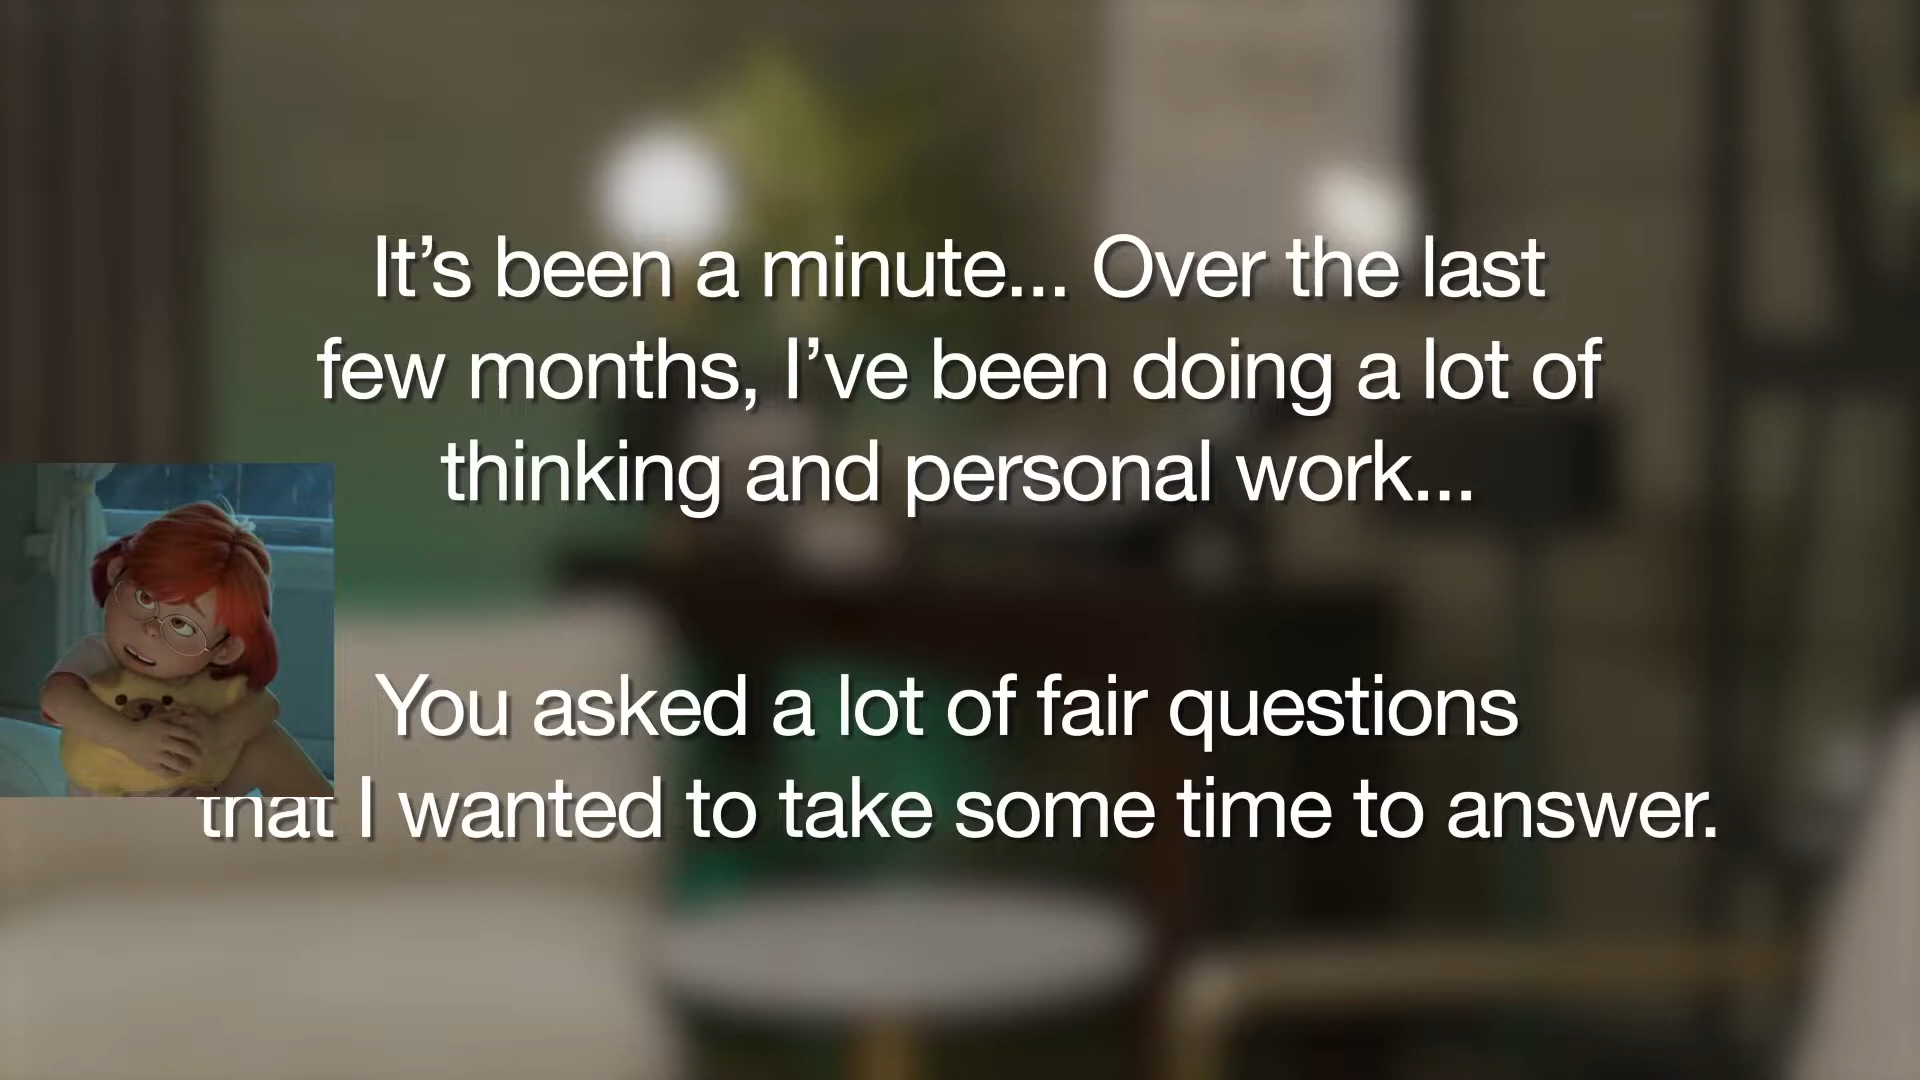 It’s been a minute... Over the last
few months, I’ve been doing a lot of
thinking and personal work...
You asked a lot of fair questions
that I wanted to take some time to answer.